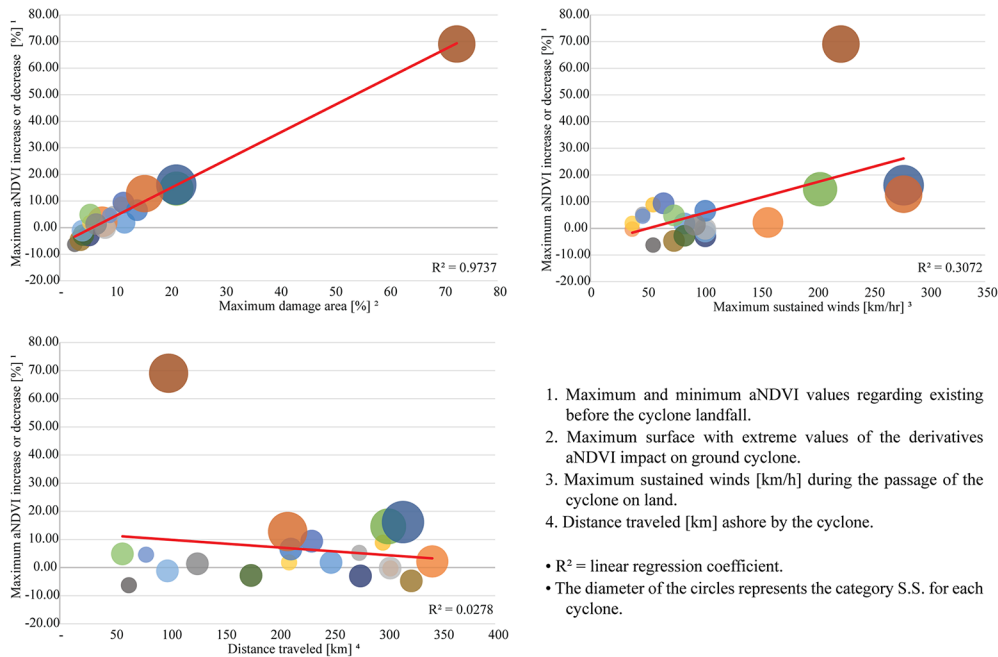 Maximum aNDVI increase or decrease [%] ¹
80.00
70.00
60.00
50.00
40.00
30.00
20.00
10.00
0.00
-10.00
-20.00
R² = 0.9737
- 10 20 30 40 50 60 70 80
Maximum damage area [%] ²
Maximum aNDVI increase or decrease [%] ¹
80.00
70.00
60.00
50.00
40.00
30.00
20.00
10.00
0.00
-10.00
-20.00
R² = 0.3072
0 50 100 150 200 250 300 350
Maximum sustained winds [km/hr] ³
Maximum aNDVI increase or decrease [%] ¹
80.00
70.00
60.00
50.00
40.00
30.00
20.00
10.00
0.00
-10.00
-20.00
R² = 0.0278
- 50 100 150 200 250 300 350 400
Distance traveled [km] ⁴
1. Maximum and minimum aNDVI values regarding existing
before the cyclone landfall.
2. Maximum surface with extreme values of the derivatives
aNDVI impact on ground cyclone.
3. Maximum sustained winds [km/h] during the passage of the
cyclone on land.
4. Distance traveled [km] ashore by the cyclone.
• R² = linear regression coefficient.
• The diameter of the circles represents the category S.S. for each
cyclone.